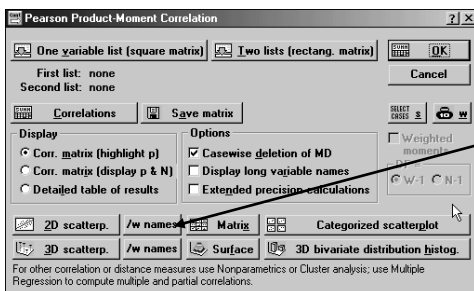 Pearson Product-Moment Correlation ? ×
One variable list (square matrix) Two lists (rectang. matrix) OK
First list: none
Second list: none
Cancel
Correlations Save matrix SELECT CASES S W
Display Options Weighted moments
Corr. matrix (highlight p) Casewise deletion of MD
Corr. matrix (display p & N) Display long variable names W-1 N-1
Detailed table of results Extended precision calculations
2D scatterp. /w names Matrix Categorized scatterplot
3D scatterp. /w names Surface 3D bivariate distribution histog.
For other correlation or distance measures use Nonparametrics or Cluster analysis; use Multiple
Regression to compute multiple and partial correlations.